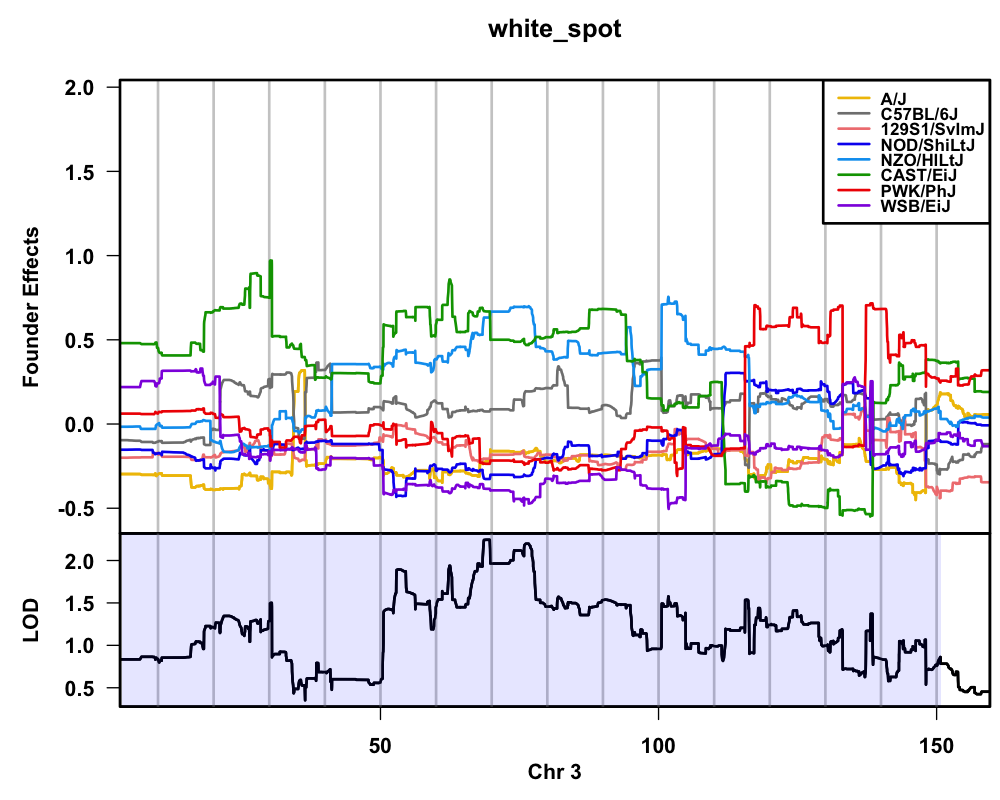 white_spot
2.0
1.5
1.0
0.5
0.0
-0.5
Founder Effects
A/J
C57BL/6J
129S1/SvImJ
NOD/ShiLtJ
NZO/HlLtJ
CAST/EiJ
PWK/PhJ
WSB/EiJ
2.0
1.5
1.0
0.5
LOD
50 100 150
Chr 3